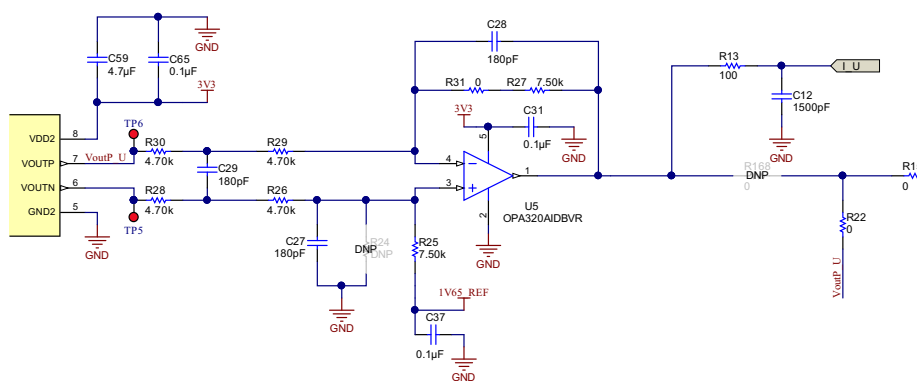 C59
4.7µF
C65
0.1µF
GND
3V3
C28
180pF
R31
0
R27
7.50k
R13
100
I_U
C12
1500pF
GND
VDD2
8
VOUTP
7
VOUTN
6
GND2
5
GND
TP6
VoutP_U
R30
4.70k
R29
4.70k
C29
180pF
R28
4.70k
R26
4.70k
TP5
3V3
C31
0.1µF
GND
5
4
3
1
2
U5
OPA320AIDBVR
GND
C27
180pF
R24
DNP
DNP
GND
R25
7.50k
1V65_REF
C37
0.1µF
GND
R168
DNP
0
R1
0
R22
0
VoutP_U